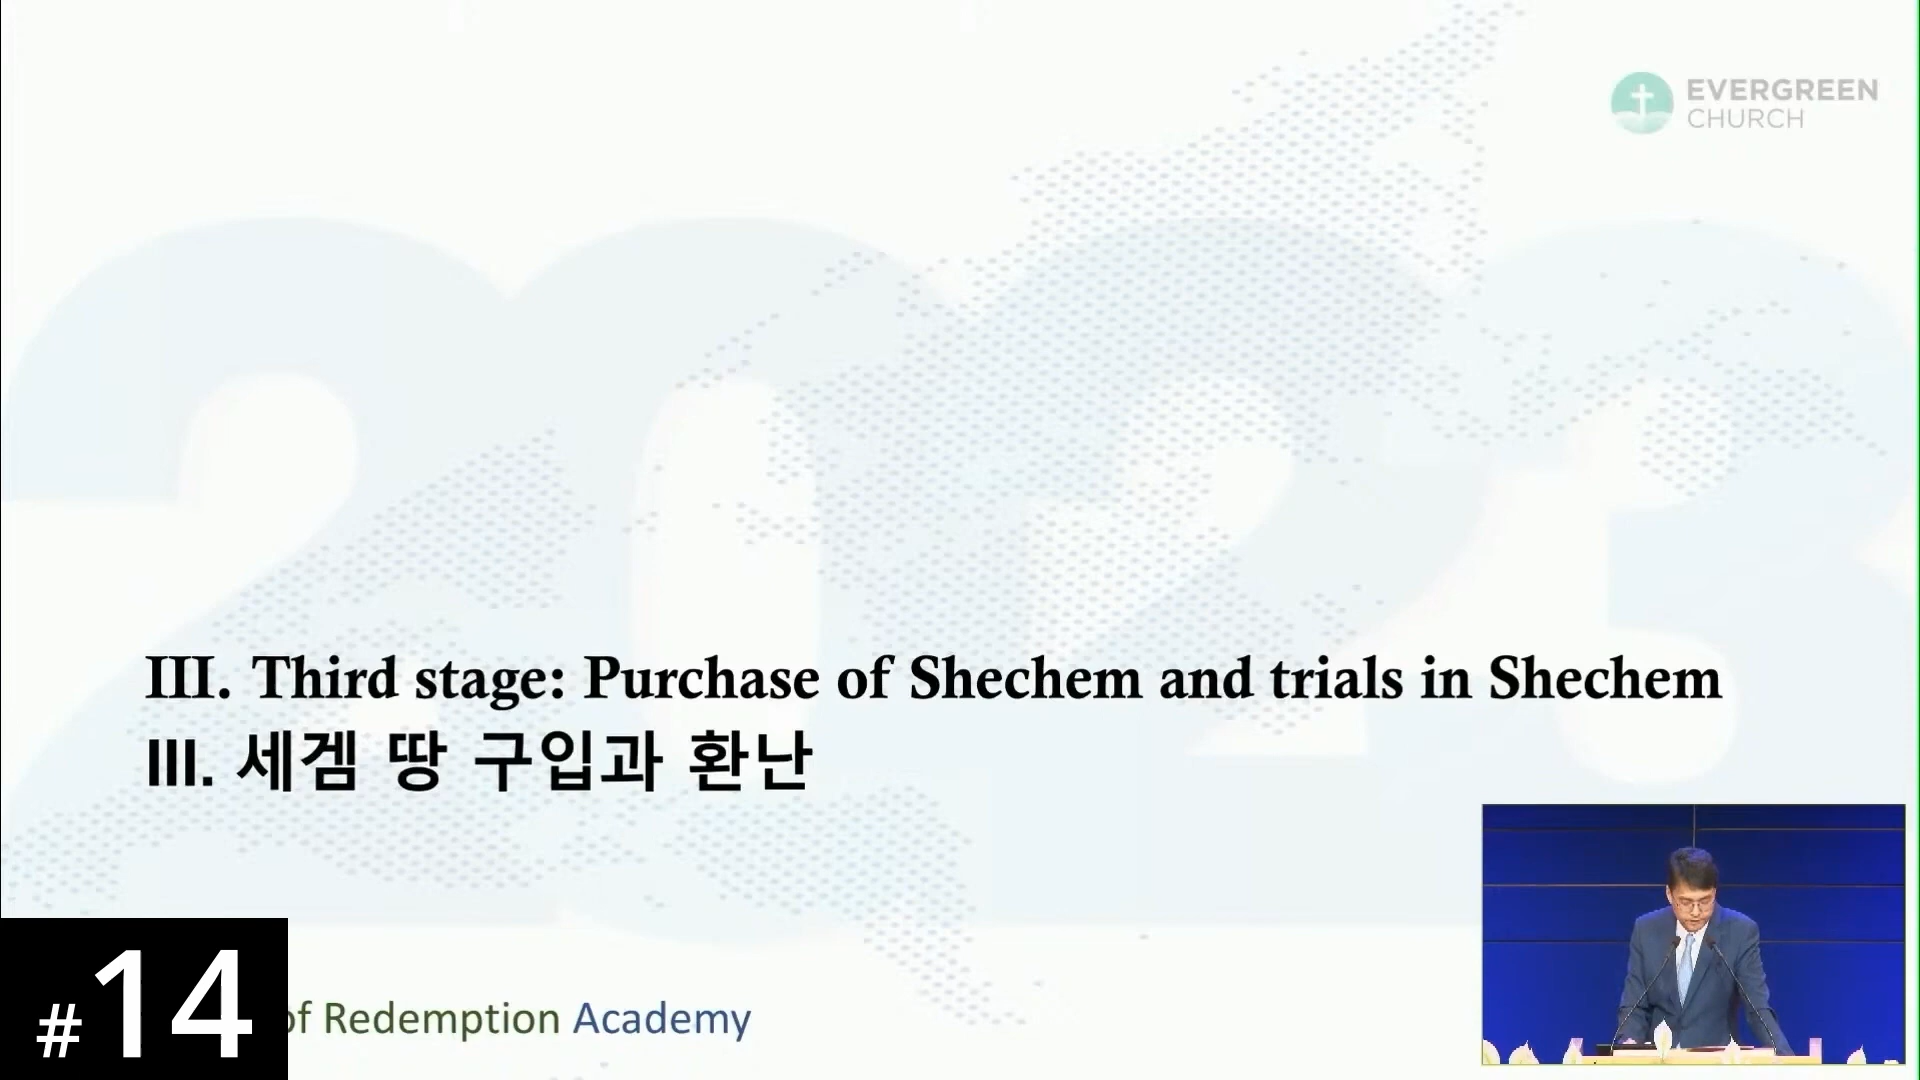 EVERGREEN
CHURCH
2023
III. Third stage: Purchase of Shechem and trials in Shechem
III. 세겜 땅 구입과 환난
#14
of Redemption Academy